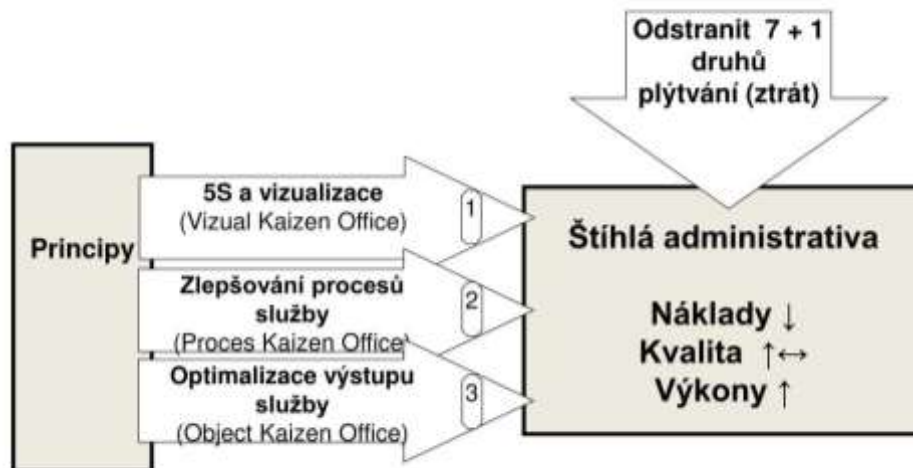 Odstranit 7 + 1
druhů
plýtvání (ztrát)
Principy
5S a vizualizace
(Vizual Kaizen Office)
1
Zlepšování procesů
služby
(Proces Kaizen Office)
2
Optimalizace výstupu
služby
(Object Kaizen Office)
3
Štíhlá administrativa
Náklady ↓
Kvalita ↑↔
Výkony ↑